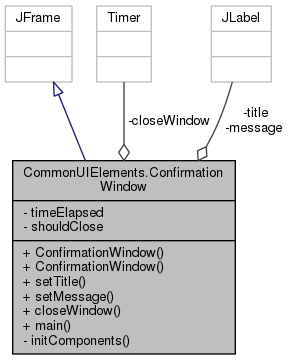 JFrame
Timer
JLabel
-closeWindow
-title
-message
CommonUIElements.Confirmation
Window
- timeElapsed
- shouldClose
+ ConfirmationWindow()
+ ConfirmationWindow()
+ setTitle()
+ setMessage()
+ closeWindow()
+ main()
- initComponents()